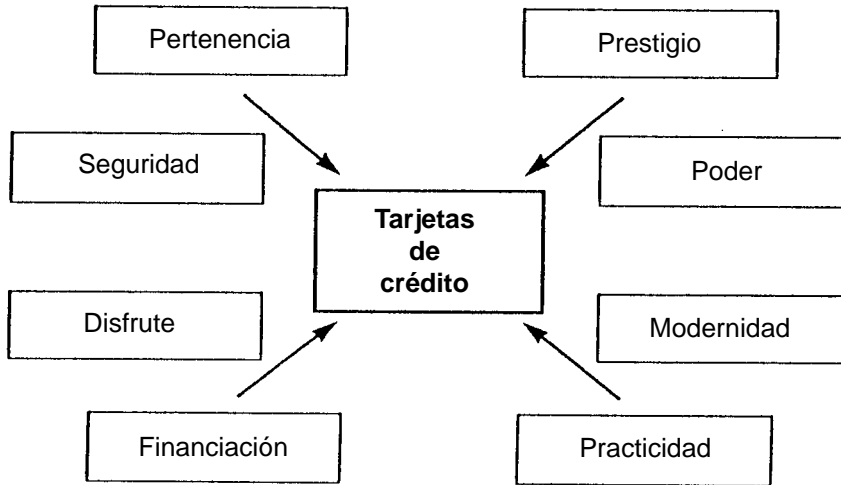 Pertenencia
Prestigio
Seguridad
Poder
Tarjetas
de
crédito
Disfrute
Modernidad
Financiación
Practicidad